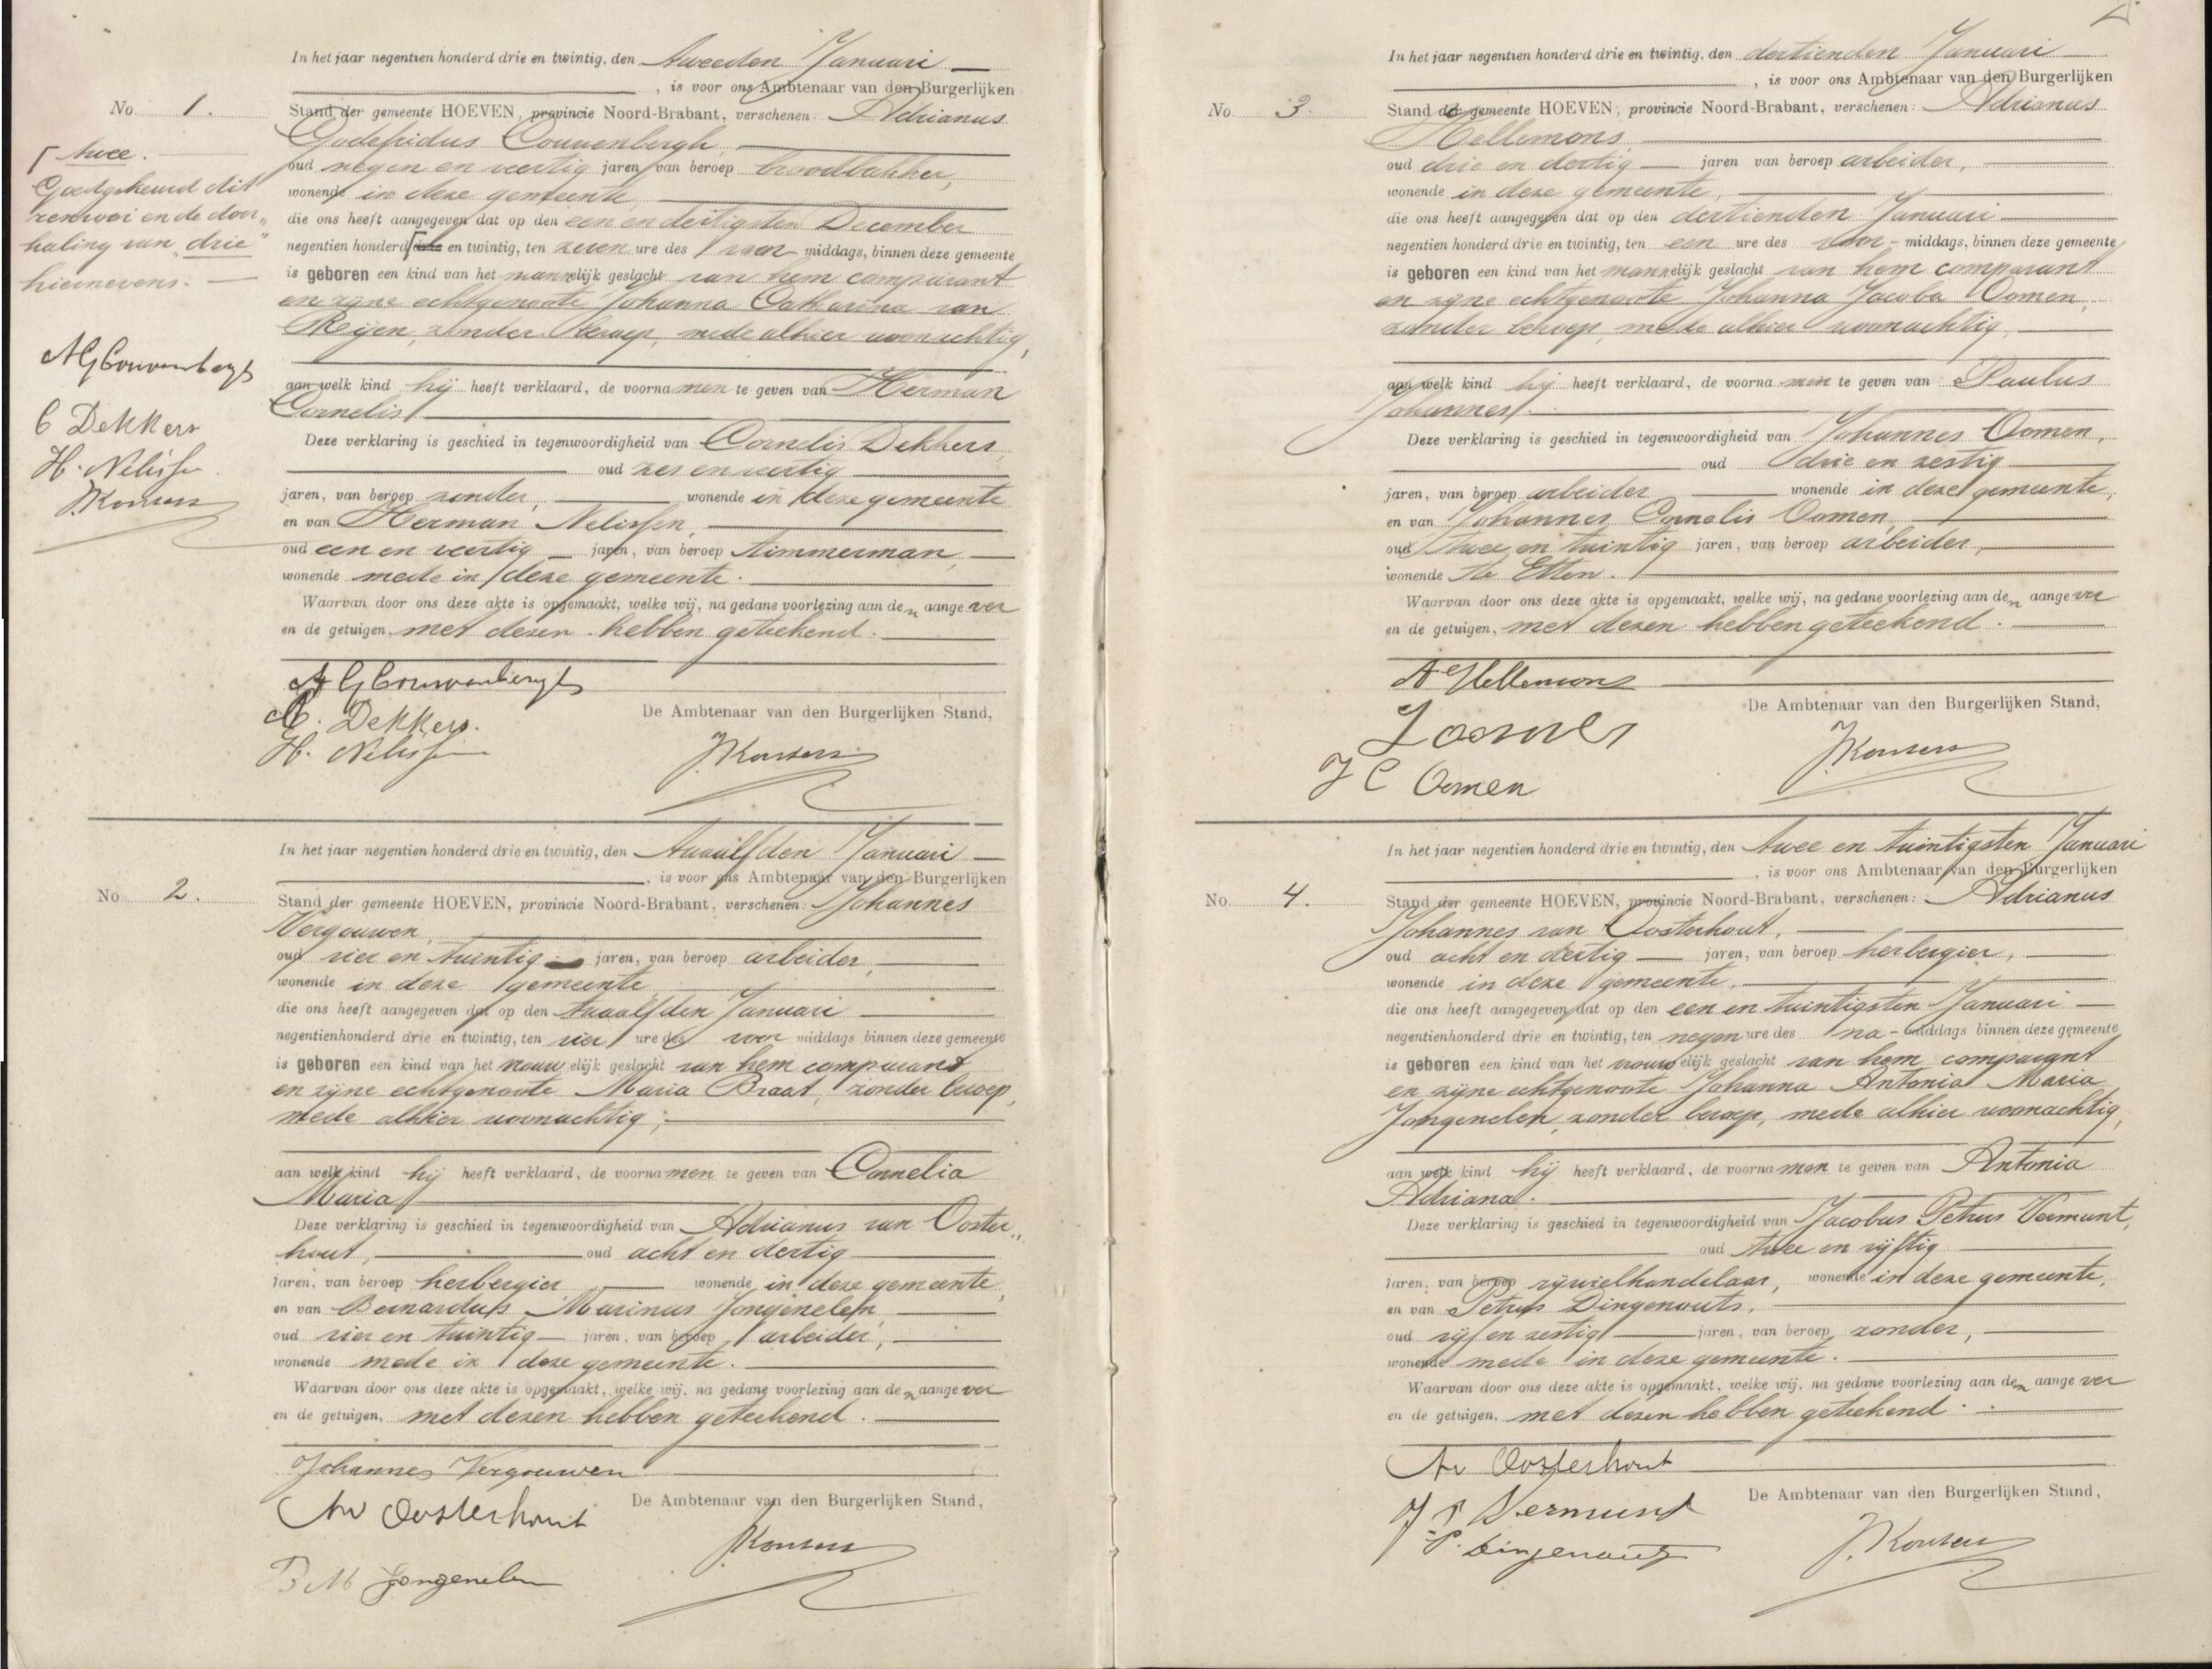 In het jaar negentien honderd drie en twintig, den tweeden Januari
, is voor ons Ambtenaar van den Burgerlijken
No. 1.
Stand der gemeente HOEVEN, provincie Noord-Brabant, verschenen: Adrianus
Godefridus Couwenbergh,
oud negen en veertig jaren, van beroep broodbakker,
wonende in deze gemeente,
die ons heeft aangegeven dat op den een en dertigsten December
negentien honderd drie en twintig, ten zeven ure des voor middags, binnen deze gemeente
is geboren een kind van het mannelijk geslacht van hem comparant
en zijne echtgenoote Johanna Catharina van
Reijen, zonder beroep, mede alhier woonachtig,
aan welk kind hij heeft verklaard, de voornamen te geven van Herman
Cornelis.
Deze verklaring is geschied in tegenwoordigheid van Cornelis Dekkers,
oud zes en veertig
jaren, van beroep zonder, wonende in deze gemeente
en van Herman Nelissen,
oud een en veertig jaren, van beroep timmerman,
wonende mede in deze gemeente.
Waarvan door ons deze akte is opgemaakt, welke wij, na gedane voorlezing aan den aangever
en de getuigen, met dezen hebben geteekend.
A G Couwenbergh
C. Dekkers.
H. Nelissen
De Ambtenaar van den Burgerlijken Stand,
twee.
Goedgekeurd dit
renvooi en de door„
haling van „drie”
hiernevens.
A G Couwenbergh
C Dekkers
H. Nelissen
In het jaar negentien honderd drie en twintig, den twaalfden Januari
, is voor ons Ambtenaar van den Burgerlijken
No. 2.
Stand der gemeente HOEVEN, provincie Noord-Brabant, verschenen: Johannes
Vergouwen,
oud vier en twintig jaren, van beroep arbeider,
wonende in deze gemeente
die ons heeft aangegeven dat op den twaalfden Januari
negentienhonderd drie en twintig, ten vier ure des voor middags binnen deze gemeente
is geboren een kind van het vrouwelijk geslacht van hem comparant
en zijne echtgenoote Maria Braat, zonder beroep,
mede alhier woonachtig,
aan welk kind hij heeft verklaard, de voornamen te geven van Cornelia
Maria.
Deze verklaring is geschied in tegenwoordigheid van Adrianus van Ooster„
hout, oud acht en dertig
jaren, van beroep herbergier, wonende in deze gemeente,
en van Bernardus Marinus Jongenelen,
oud vier en twintig jaren, van beroep arbeider,
wonende mede in deze gemeente.
Waarvan door ons deze akte is opgemaakt, welke wij, na gedane voorlezing aan den aangever
en de getuigen, met dezen hebben geteekend.
Johannes Vergouwen
Av Oosterhout
B M Jongenelen
De Ambtenaar van den Burgerlijken Stand,
In het jaar negentien honderd drie en twintig, den dertienden Januari
, is voor ons Ambtenaar van den Burgerlijken
No. 3.
Stand der gemeente HOEVEN, provincie Noord-Brabant, verschenen: Adrianus
Hellemons,
oud drie en dertig jaren van beroep arbeider,
wonende in deze gemeente,
die ons heeft aangegeven dat op den dertienden Januari
negentien honderd drie en twintig, ten een ure des voor- middags, binnen deze gemeente
is geboren een kind van het mannelijk geslacht van hem comparant
en zijne echtgenoote Johanna Jacoba Oomen,
zonder beroep, mede alhier woonachtig,
aan welk kind hij heeft verklaard, de voornamen te geven van Paulus
Johannes.
Deze verklaring is geschied in tegenwoordigheid van Johannes Oomen,
oud drie en zestig
jaren, van beroep arbeider, wonende in deze gemeente,
en van Johannes Cornelis Oomen,
oud twee en twintig jaren, van beroep arbeider,
wonende te Etten.
Waarvan door ons deze akte is opgemaakt, welke wij, na gedane voorlezing aan den aangever
en de getuigen, met dezen hebben geteekend.
A Hellemons
J C Oomen
De Ambtenaar van den Burgerlijken Stand,
In het jaar negentien honderd drie en twintig, den twee en twintigsten Januari
, is voor ons Ambtenaar van den Burgerlijken
No. 4.
Stand der gemeente HOEVEN, provincie Noord-Brabant, verschenen: Adrianus
Johannes van Oosterhout,
oud acht en dertig jaren, van beroep herbergier,
wonende in deze gemeente,
die ons heeft aangegeven dat op den een en twintigsten Januari
negentienhonderd drie en twintig, ten negen ure des na- middags binnen deze gemeente
is geboren een kind van het vrouwelijk geslacht van hem comparant
en zijne echtgenoote Johanna Antonia Maria
Jongenelen, zonder beroep, mede alhier woonachtig,
aan welk kind hij heeft verklaard, de voornamen te geven van Antonia
Adriana.
Deze verklaring is geschied in tegenwoordigheid van Jacobus Petrus Vermunt,
oud twee en vijftig
jaren, van beroep rijwielhandelaar, wonende in deze gemeente,
en van Petrus Dingenouts,
oud vijf en zestig jaren, van beroep zonder,
wonende mede in deze gemeente.
Waarvan door ons deze akte is opgemaakt, welke wij, na gedane voorlezing aan den aangever
en de getuigen, met dezen hebben geteekend.
Av Oosterhout
J P Vermunt
P. Dingenouts
De Ambtenaar van den Burgerlijken Stand,